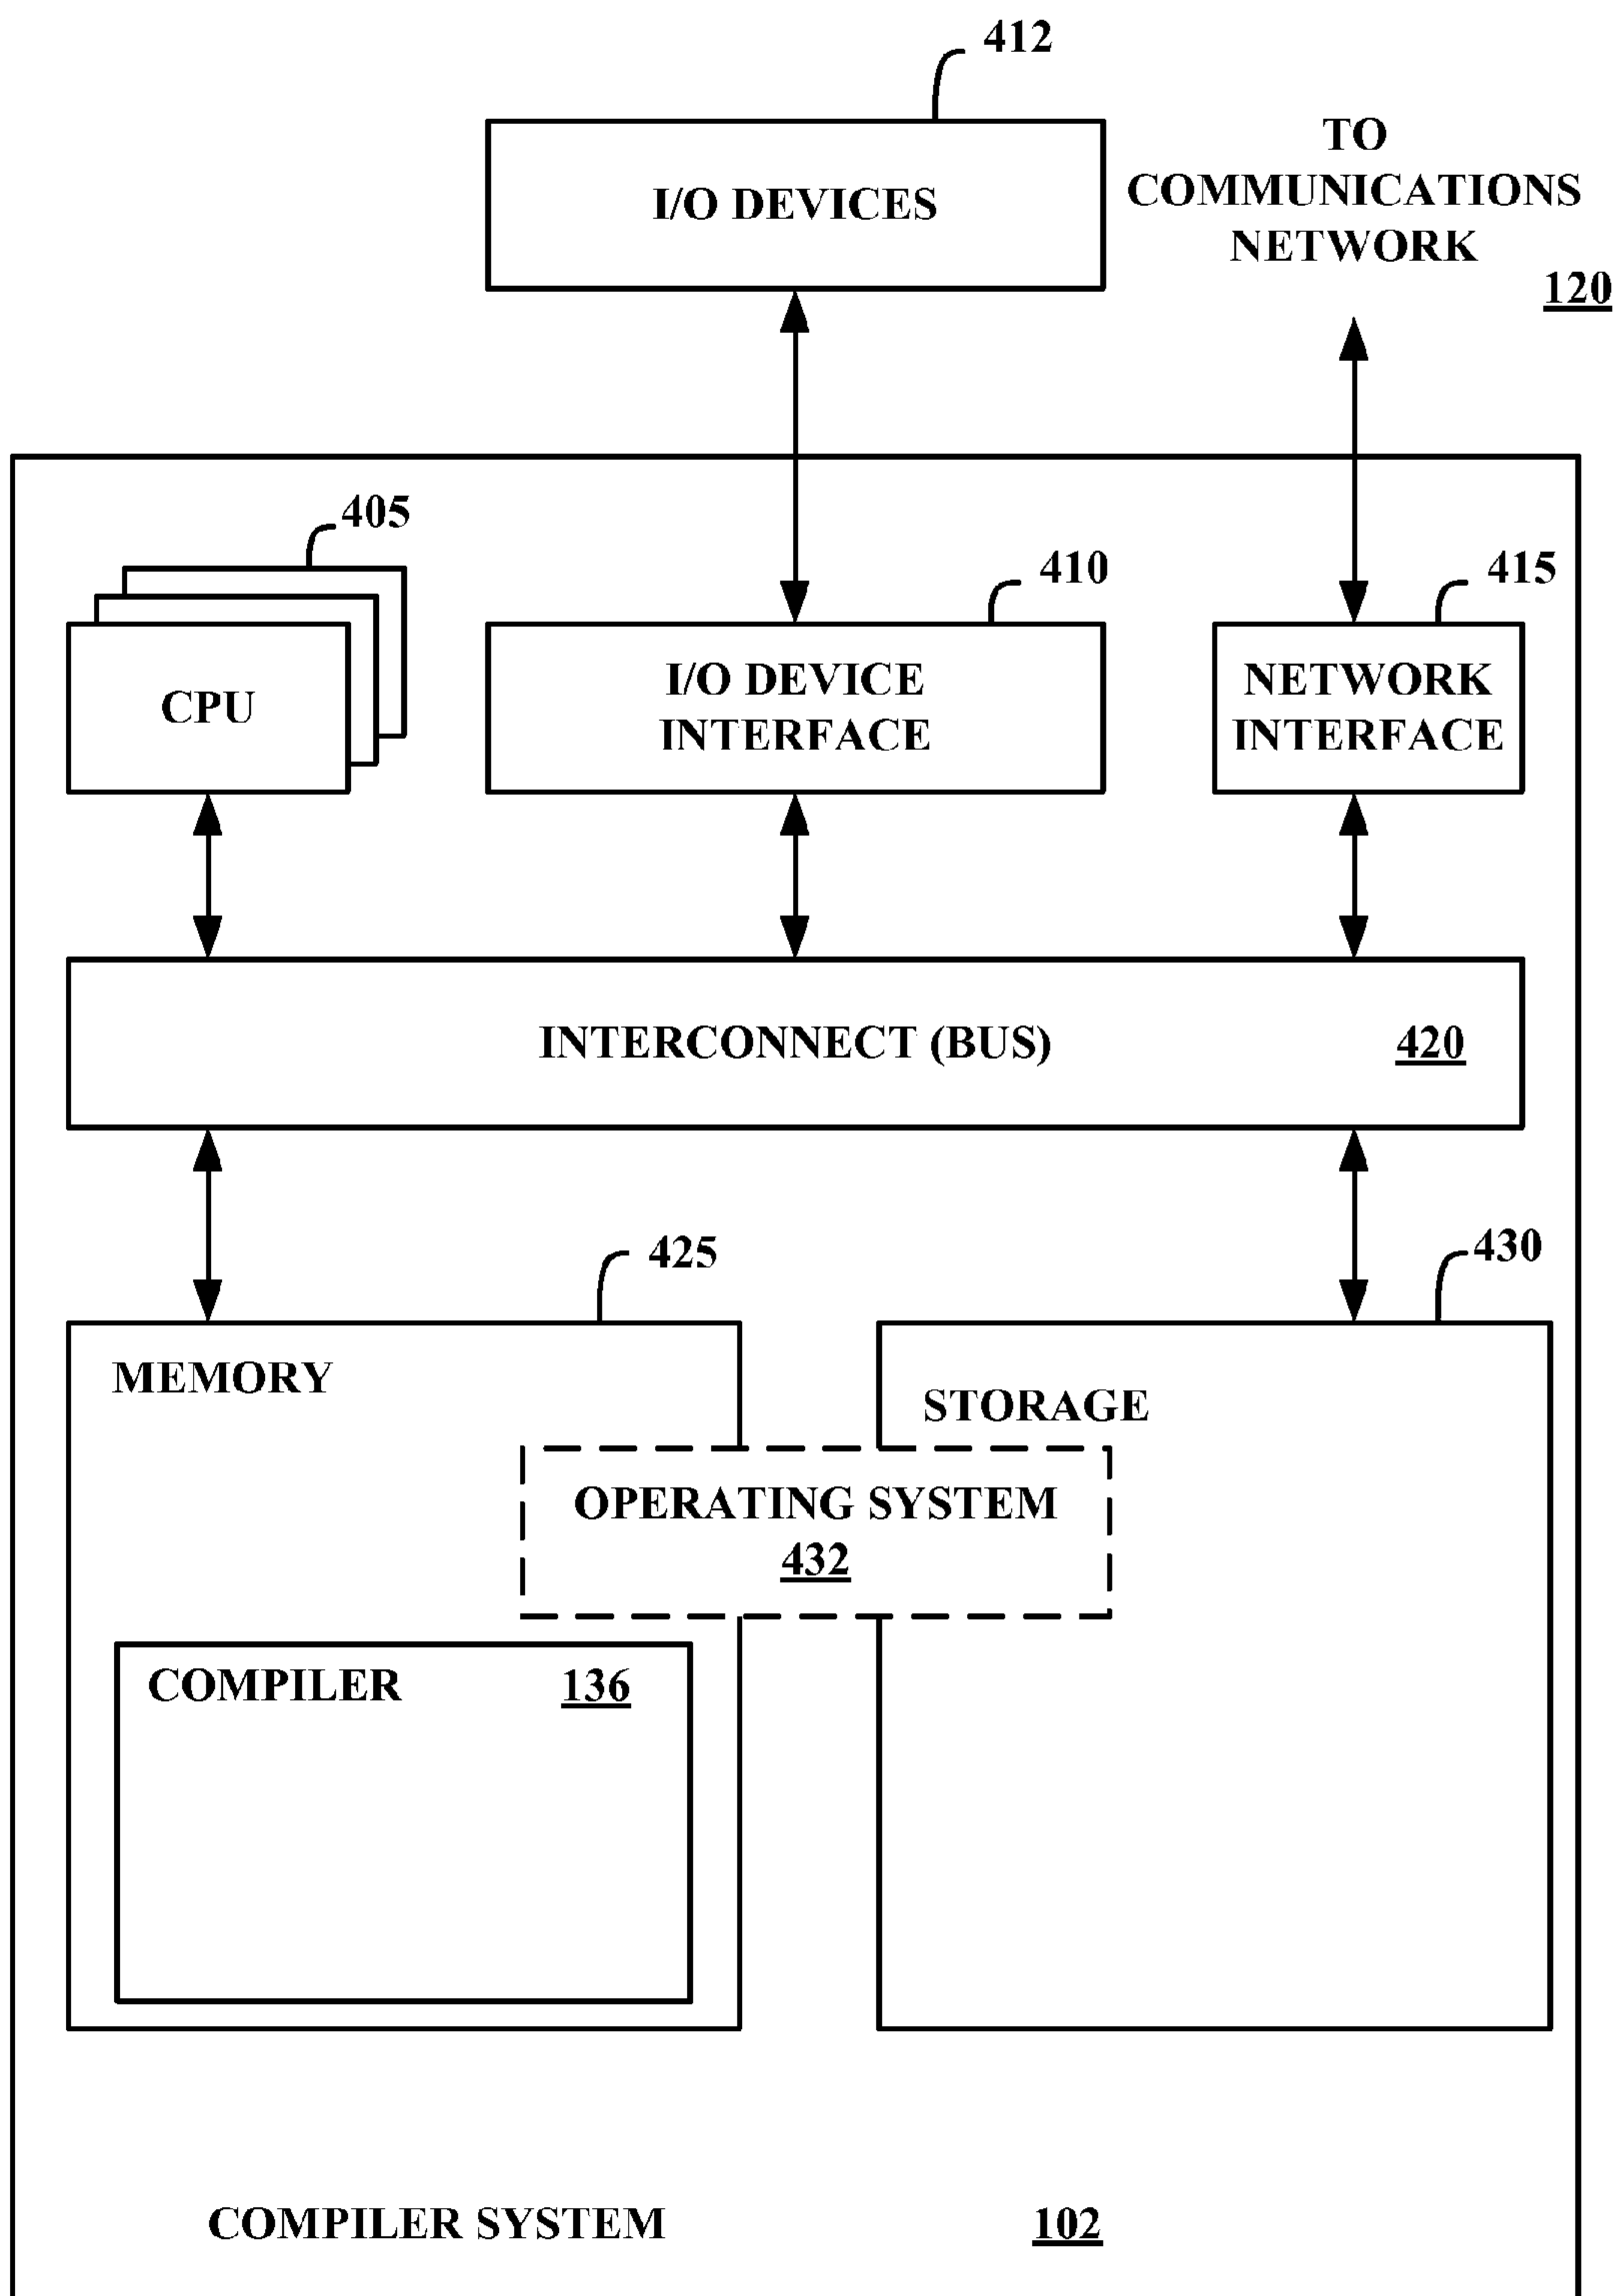 412
I/O DEVICES
TO
COMMUNICATIONS
NETWORK
120
405
CPU
410
I/O DEVICE
INTERFACE
415
NETWORK
INTERFACE
INTERCONNECT (BUS) 420
425
MEMORY
430
STORAGE
OPERATING SYSTEM
432
COMPILER 136
COMPILER SYSTEM 102